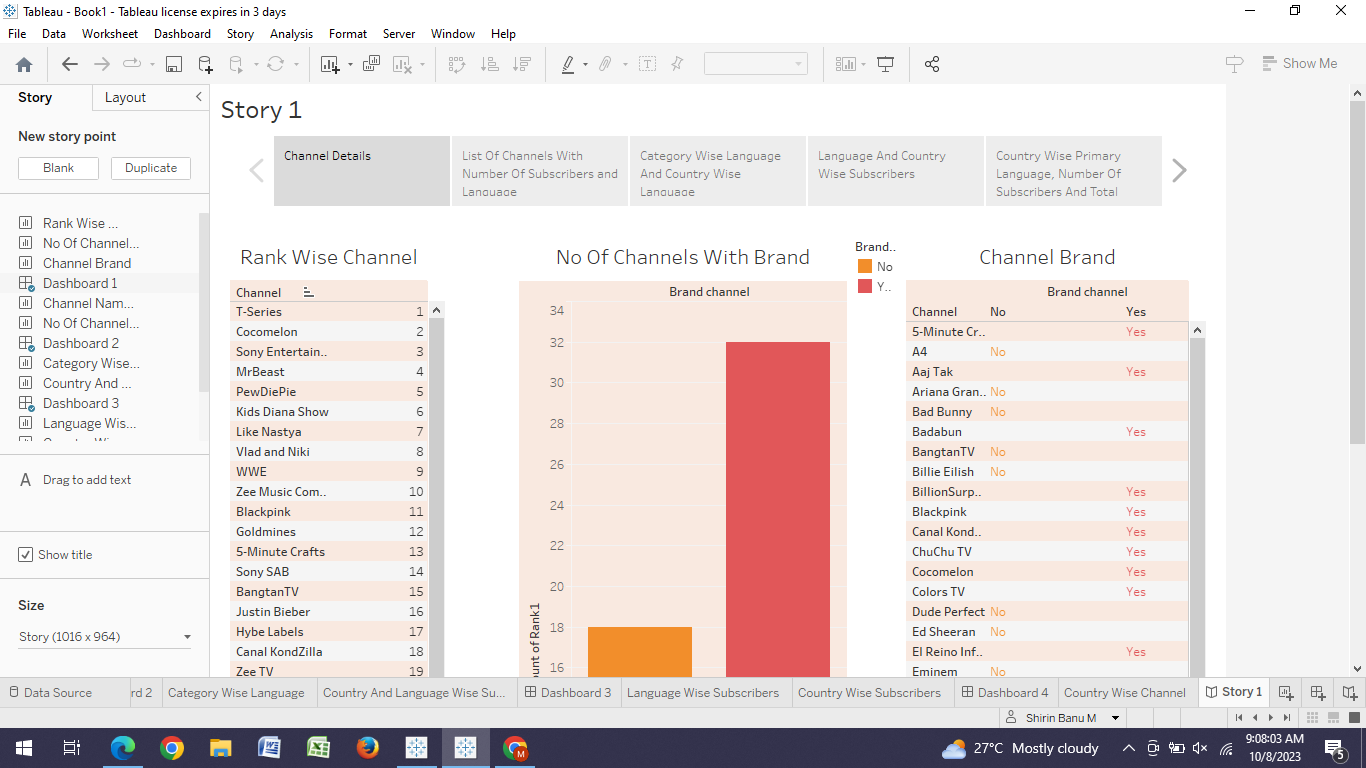 Tableau - Book1 - Tableau license expires in 3 days
File Data Worksheet Dashboard Story Analysis Format Server Window Help
Show Me
Story Layout
New story point
Blank Duplicate
Rank Wise ...
No Of Channel...
Channel Brand
Dashboard 1
Channel Nam...
No Of Channel...
Dashboard 2
Category Wise...
Country And ...
Dashboard 3
Language Wis...
A Drag to add text
Show title
Size
Story (1016 x 964)
Story 1
Channel Details
List Of Channels With
Number Of Subscribers and
Language
Category Wise Language
And Country Wise
Language
Language And Country
Wise Subscribers
Country Wise Primary
Language, Number Of
Subscribers And Total
Rank Wise Channel
Channel
T-Series 1
Cocomelon 2
Sony Entertain.. 3
MrBeast 4
PewDiePie 5
Kids Diana Show 6
Like Nastya 7
Vlad and Niki 8
WWE 9
Zee Music Com.. 10
Blackpink 11
Goldmines 12
5-Minute Crafts 13
Sony SAB 14
BangtanTV 15
Justin Bieber 16
Hybe Labels 17
Canal KondZilla 18
Zee TV 19
No Of Channels With Brand
Brand channel
34
32
30
28
26
24
22
20
18
16
unt of Rank1
Brand..
No
Y..
Channel Brand
Brand channel
Channel No Yes
5-Minute Cr.. Yes
A4 No
Aaj Tak Yes
Ariana Gran.. No
Bad Bunny No
Badabun Yes
BangtanTV No
Billie Eilish No
BillionSurp.. Yes
Blackpink Yes
Canal Kond.. Yes
ChuChu TV Yes
Cocomelon Yes
Colors TV Yes
Dude Perfect No
Ed Sheeran No
El Reino Inf.. Yes
Eminem No
Data Source rd 2 Category Wise Language Country And Language Wise Su... Dashboard 3 Language Wise Subscribers Country Wise Subscribers Dashboard 4 Country Wise Channel Story 1
Shirin Banu M
27°C Mostly cloudy
9:08:03 AM
10/8/2023
5